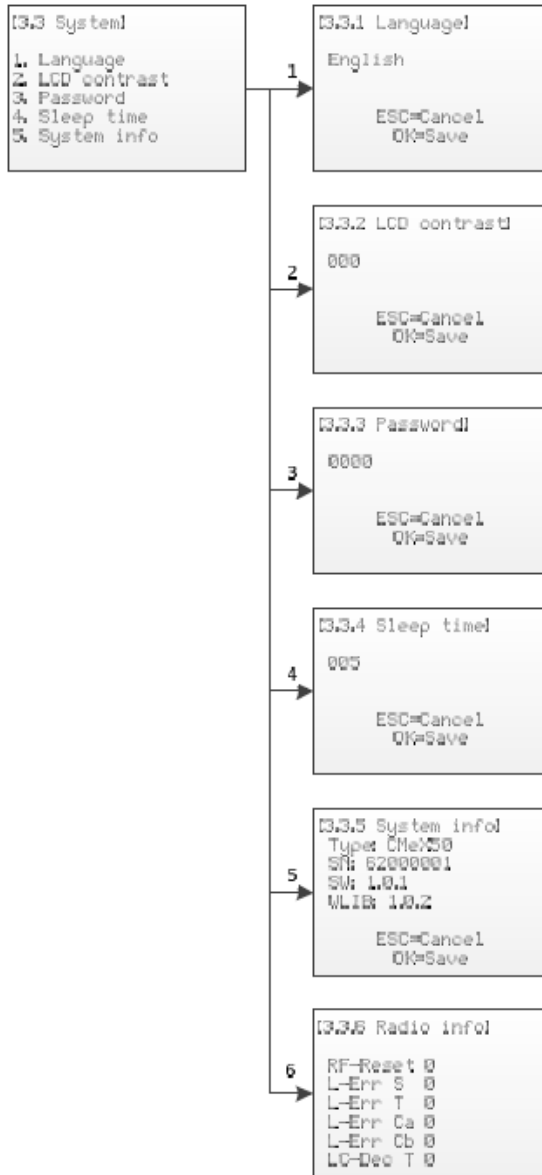 [3.3 System]
1. Language
2. LCD contrast
3. Password
4. Sleep time
5. System info
1
[3.3.1 Language]
English
ESC=Cancel
OK=Save
2
[3.3.2 LCD contrast]
000
ESC=Cancel
OK=Save
3
[3.3.3 Password]
0000
ESC=Cancel
OK=Save
4
[3.3.4 Sleep time]
005
ESC=Cancel
OK=Save
5
[3.3.5 System info]
Type: CMeX50
SN: 62000001
SW: 1.0.1
WLIB: 1.0.2
ESC=Cancel
OK=Save
6
[3.3.6 Radio info]
RF-Reset 0
L-Err S 0
L-Err T 0
L-Err Ca 0
L-Err Cb 0
LC-Dec T 0